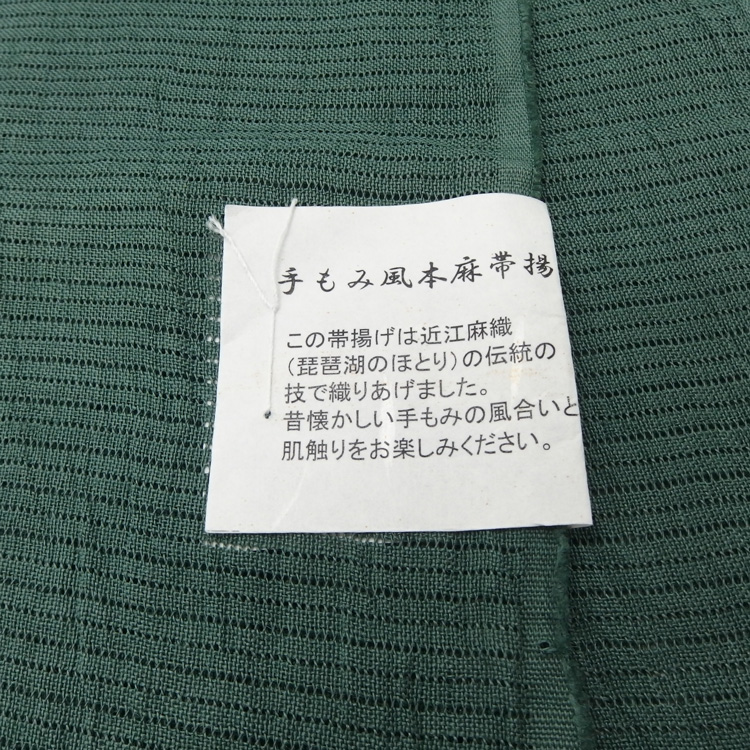 手もみ風本麻帯揚
この帯揚げは近江麻織
(琵琶湖のほとり)の伝統の
技で織りあげました。
昔懐かしい手もみの風合いと
肌触りをお楽しみください。